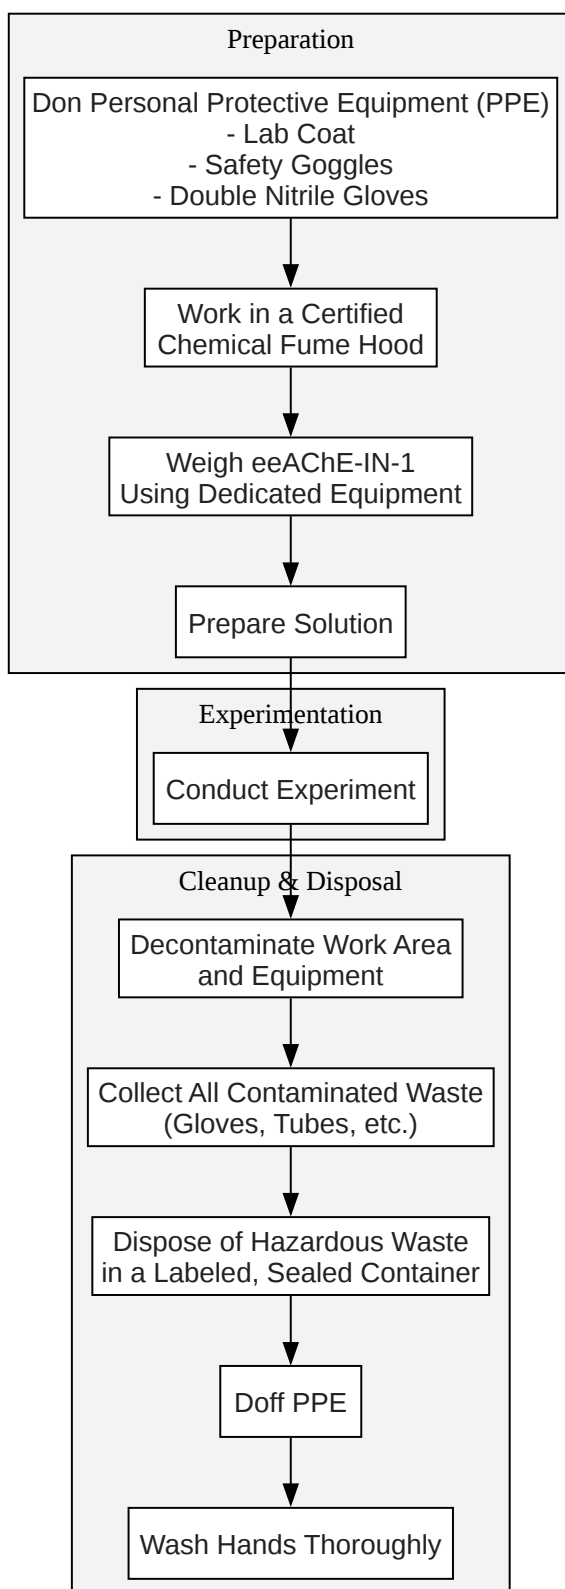 Preparation
Don Personal Protective Equipment (PPE)
- Lab Coat
- Safety Goggles
- Double Nitrile Gloves
Work in a Certified
Chemical Fume Hood
Weigh eeAChE-IN-1
Using Dedicated Equipment
Prepare Solution
Experimentation
Conduct Experiment
Cleanup & Disposal
Decontaminate Work Area
and Equipment
Collect All Contaminated Waste
(Gloves, Tubes, etc.)
Dispose of Hazardous Waste
in a Labeled, Sealed Container
Doff PPE
Wash Hands Thoroughly